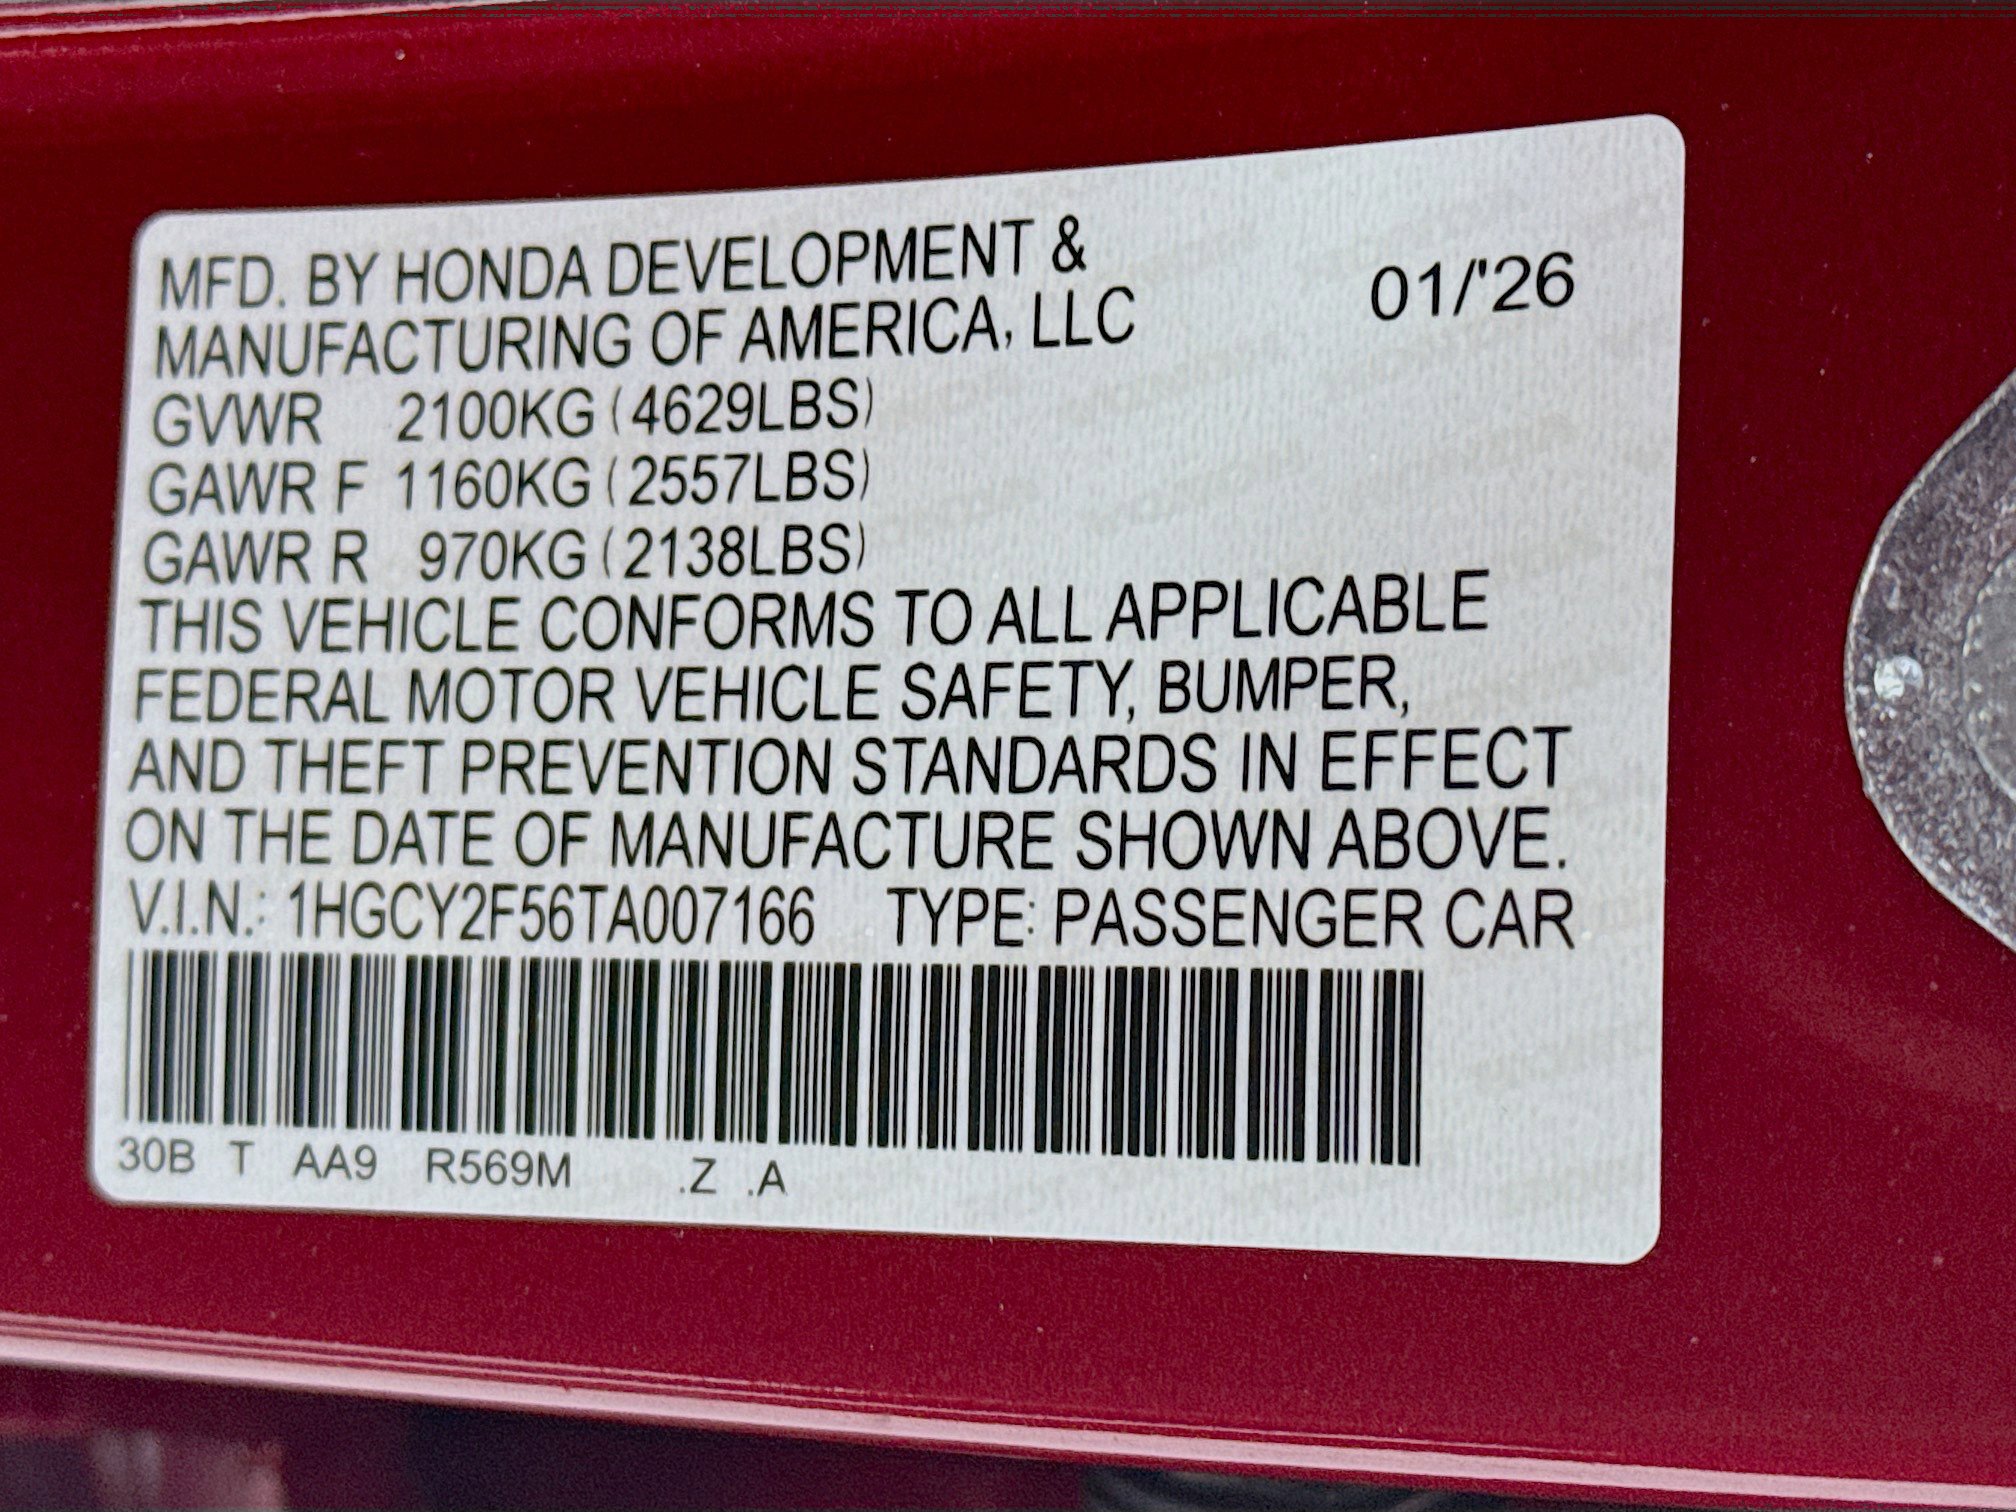 MFD. BY HONDA DEVELOPMENT &
MANUFACTURING OF AMERICA, LLC
01/'26
GVWR 2100KG (4629LBS)
GAWR F 1160KG (2557LBS)
GAWR R 970KG (2138LBS)
THIS VEHICLE CONFORMS TO ALL APPLICABLE
FEDERAL MOTOR VEHICLE SAFETY, BUMPER,
AND THEFT PREVENTION STANDARDS IN EFFECT
ON THE DATE OF MANUFACTURE SHOWN ABOVE.
V.I.N.: 1HGCY2F56TA007166 TYPE: PASSENGER CAR
30B T AA9 R569M .Z .A